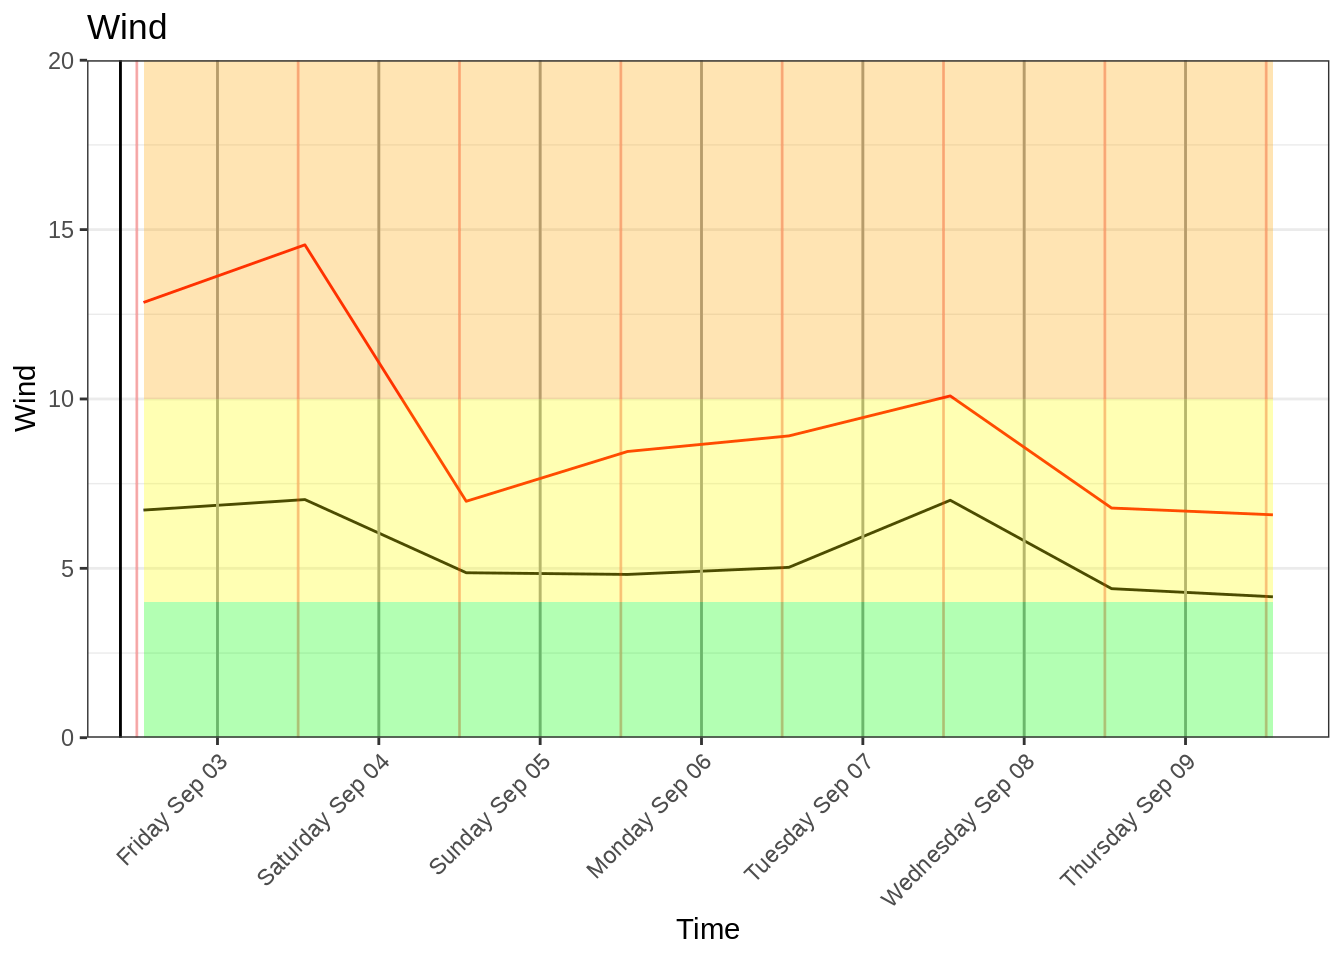 Wind
20
15
10
5
0
Wind
Friday Sep 03
Saturday Sep 04
Sunday Sep 05
Monday Sep 06
Tuesday Sep 07
Wednesday Sep 08
Thursday Sep 09
Time